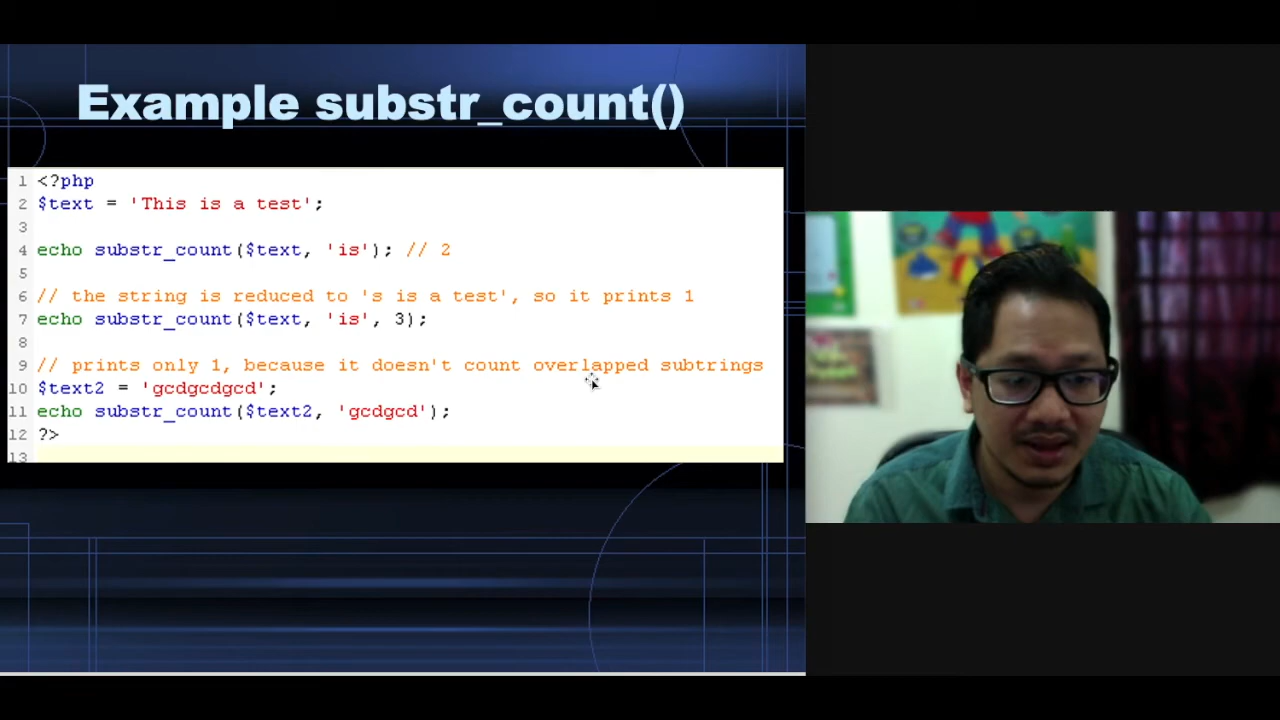 Example substr_count()
1 <?php
2 $text = 'This is a test';
3
4 echo substr_count($text, 'is'); // 2
5
6 // the string is reduced to 's is a test', so it prints 1
7 echo substr_count($text, 'is', 3);
8
9 // prints only 1, because it doesn't count overlapped subtrings
10 $text2 = 'gcdgcdgcd';
11 echo substr_count($text2, 'gcdgcd');
12 ?>
13